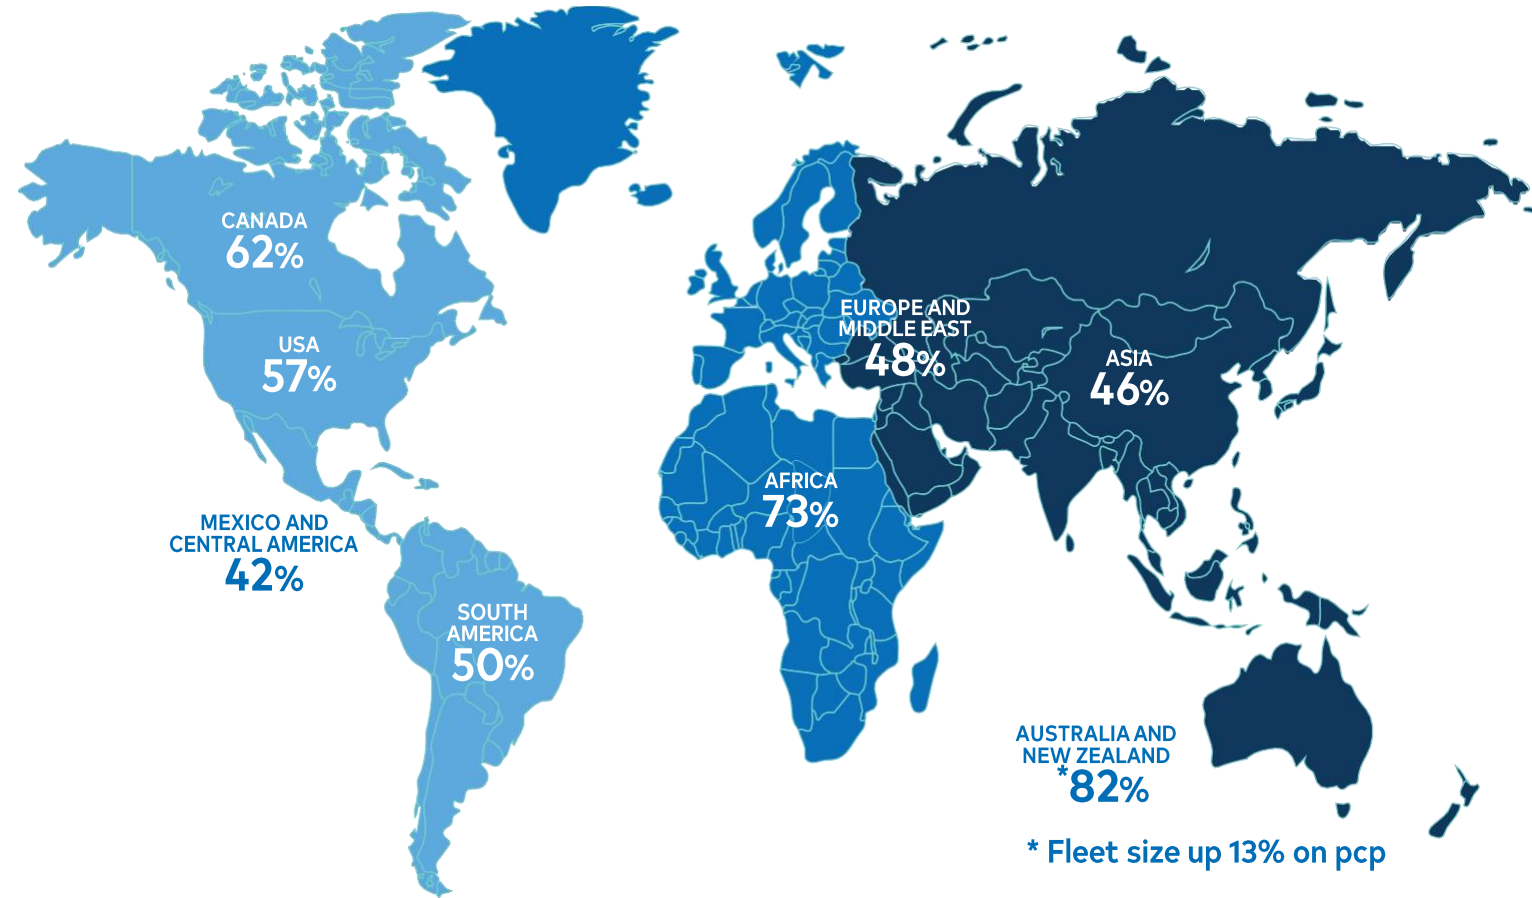 CANADA
62%
USA
57%
MEXICO AND
CENTRAL AMERICA
42%
SOUTH
AMERICA
50%
EUROPE AND
MIDDLE EAST
48%
AFRICA
73%
ASIA
46%
AUSTRALIA AND
NEW ZEALAND
*82%
* Fleet size up 13% on pcp